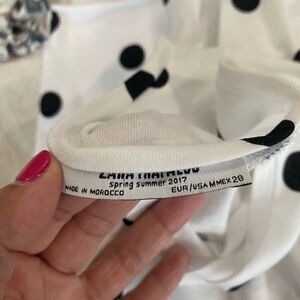 ZARA TRAFALUC
Spring summer 2017
MADE IN MOROCCO EUR/USA M MEX 28